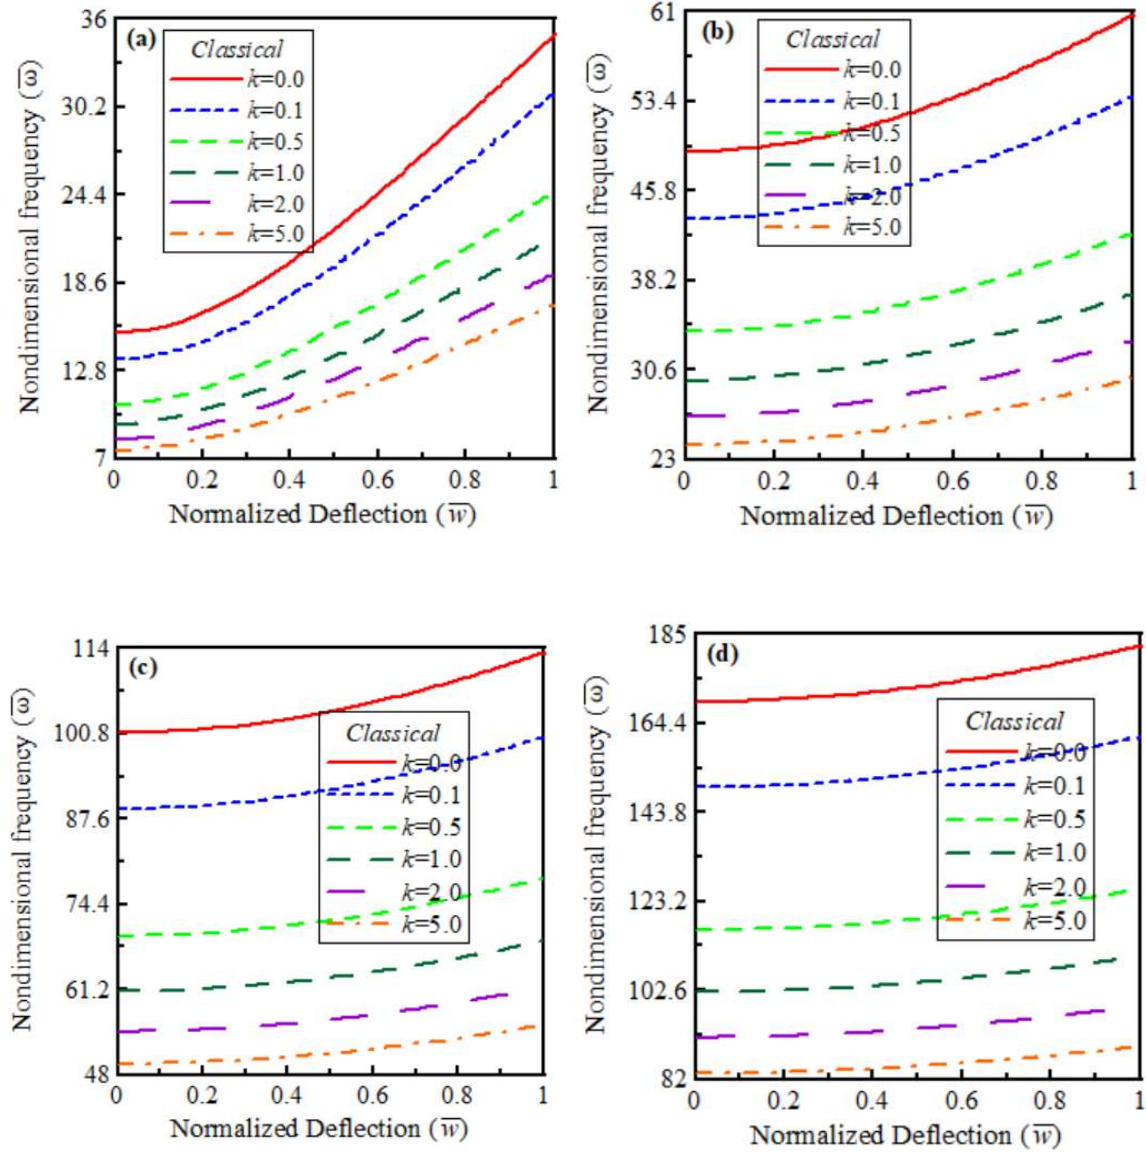 (a)
Classical
k=0.0
k=0.1
k=0.5
k=1.0
k=2.0
k=5.0
36
30.2
24.4
18.6
12.8
7
0 0.2 0.4 0.6 0.8 1
Nondimensional frequency (ω̅)
Normalized Deflection (w̅)
(b)
Classical
k=0.0
k=0.1
k=0.5
k=1.0
k=2.0
k=5.0
61
53.4
45.8
38.2
30.6
23
0 0.2 0.4 0.6 0.8 1
Nondimensional frequency (ω̅)
Normalized Deflection (w̅)
(c)
Classical
k=0.0
k=0.1
k=0.5
k=1.0
k=2.0
k=5.0
114
100.8
87.6
74.4
61.2
48
0 0.2 0.4 0.6 0.8 1
Nondimensional frequency (ω̅)
Normalized Deflection (w̅)
(d)
Classical
k=0.0
k=0.1
k=0.5
k=1.0
k=2.0
k=5.0
185
164.4
143.8
123.2
102.6
82
0 0.2 0.4 0.6 0.8 1
Nondimensional frequency (ω̅)
Normalized Deflection (w̅)